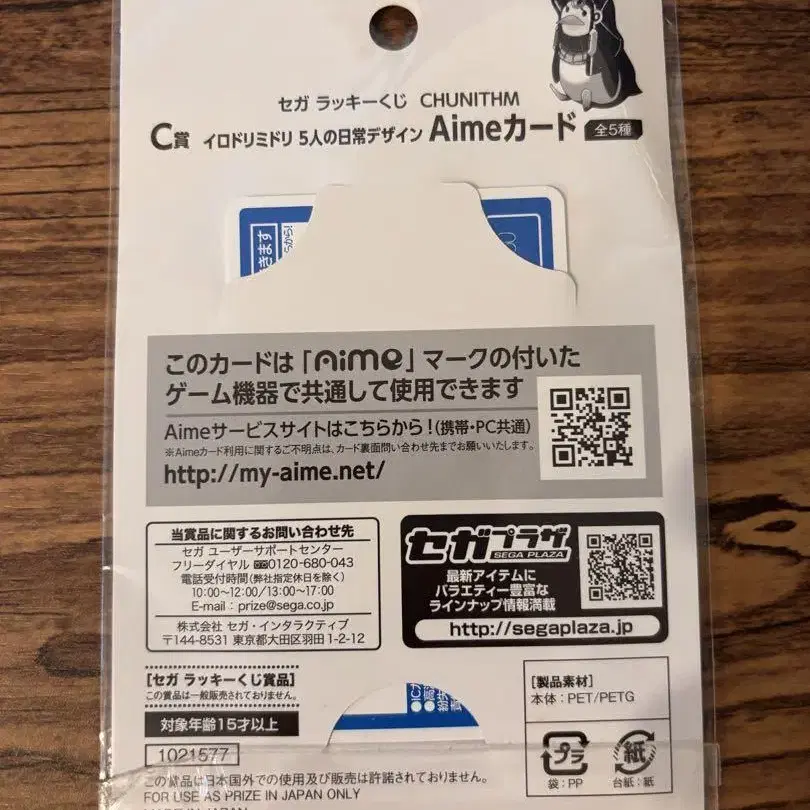 セガ ラッキーくじ CHUNITHM
C賞 イロドリミドリ 5人の日常デザイン Aimeカード 全5種
きます
このカードは「Aime」マークの付いた
ゲーム機器で共通して使用できます
Aimeサービスサイトはこちらから!(携帯・PC共通)
※Aimeカード利用に関するご不明点は、カード裏面問い合わせ先までお願いいたします。
http://my-aime.net/
当賞品に関するお問い合わせ先
セガ ユーザーサポートセンター
フリーダイヤル 0120-680-043
電話受付時間(弊社指定休日を除く)
10:00〜12:00/13:00〜17:00
E-mail:prize@sega.co.jp
株式会社 セガ・インタラクティブ
〒144-8531 東京都大田区羽田1-2-12
セガプラザ
SEGA PLAZA
最新アイテムに
バラエティー豊富な
ラインナップ情報満載
http://segaplaza.jp
[セガ ラッキーくじ賞品]
この賞品は一般販売されておりません。
対象年齢15才以上
1021577
[製品素材]
本体:PET/PETG
プラ
袋:PP
紙
台紙:紙
この賞品は日本国外での使用及び販売は許諾されておりません。
FOR USE AS PRIZE IN JAPAN ONLY